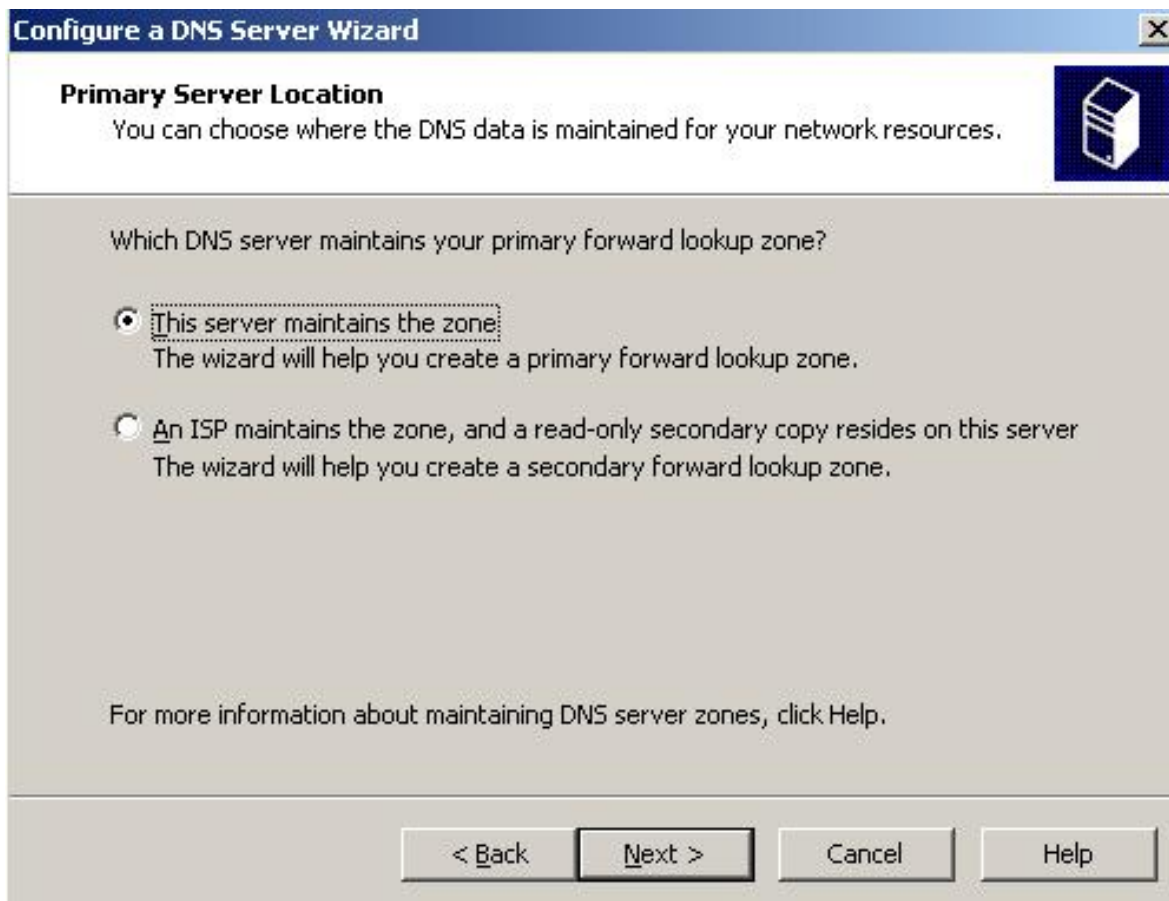 Configure a DNS Server Wizard
Primary Server Location
You can choose where the DNS data is maintained for your network resources.
Which DNS server maintains your primary forward lookup zone?
This server maintains the zone
The wizard will help you create a primary forward lookup zone.
An ISP maintains the zone, and a read-only secondary copy resides on this server
The wizard will help you create a secondary forward lookup zone.
For more information about maintaining DNS server zones, click Help.
< Back Next > Cancel Help